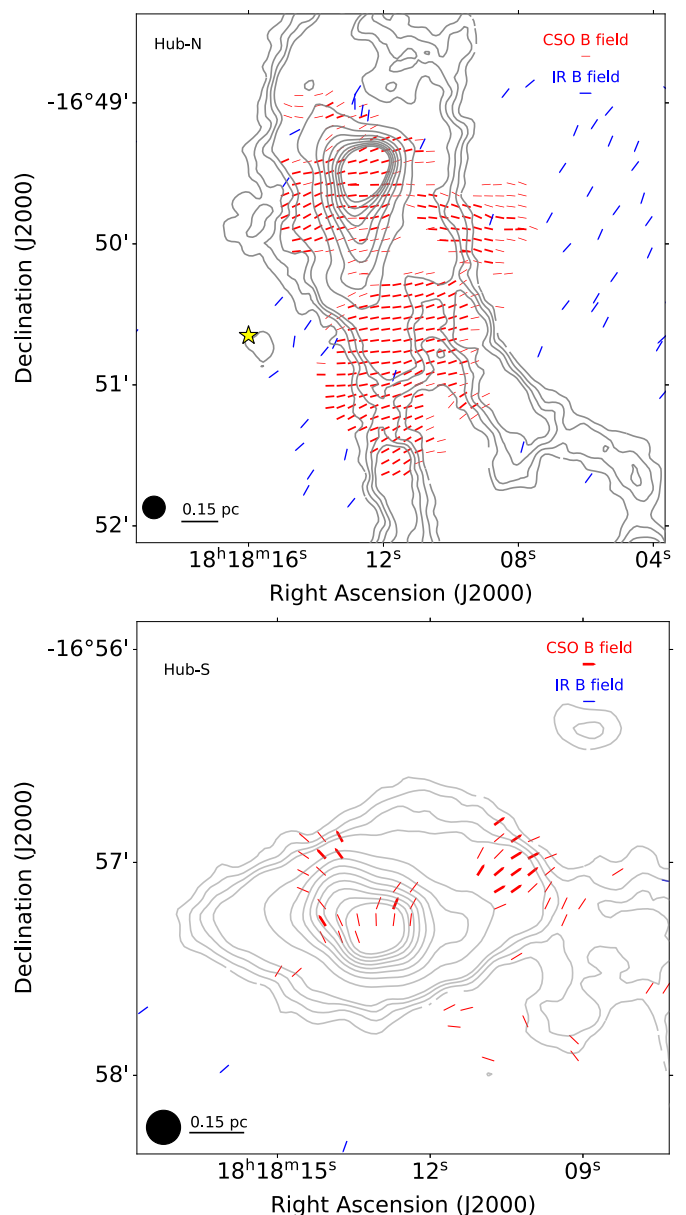 Hub-N
CSO B field
IR B field
-16°49'
50'
51'
52'
Declination (J2000)
0.15 pc
18ʰ18ᵐ16ˢ
12ˢ
08ˢ
04ˢ
Right Ascension (J2000)
-16°56'
Hub-S
CSO B field
IR B field
57'
58'
Declination (J2000)
0.15 pc
18ʰ18ᵐ15ˢ
12ˢ
09ˢ
Right Ascension (J2000)